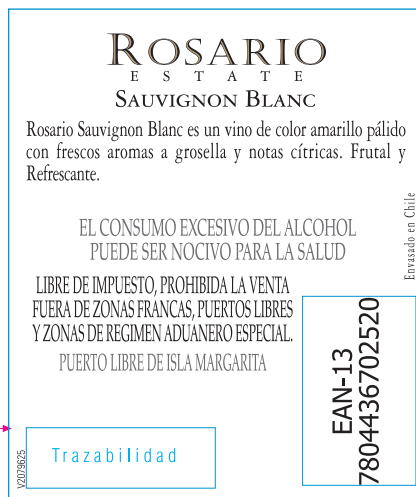 ROSARIO
ESTATE
SAUVIGNON BLANC
Rosario Sauvignon Blanc es un vino de color amarillo pálido
con frescos aromas a grosella y notas cítricas. Frutal y
Refrescante.
Envasado en Chile
EL CONSUMO EXCESIVO DEL ALCOHOL
PUEDE SER NOCIVO PARA LA SALUD
LIBRE DE IMPUESTO, PROHIBIDA LA VENTA
FUERA DE ZONAS FRANCAS, PUERTOS LIBRES
Y ZONAS DE REGIMEN ADUANERO ESPECIAL.
PUERTO LIBRE DE ISLA MARGARITA
EAN-13
7804436702520
V2079625
Trazabilidad